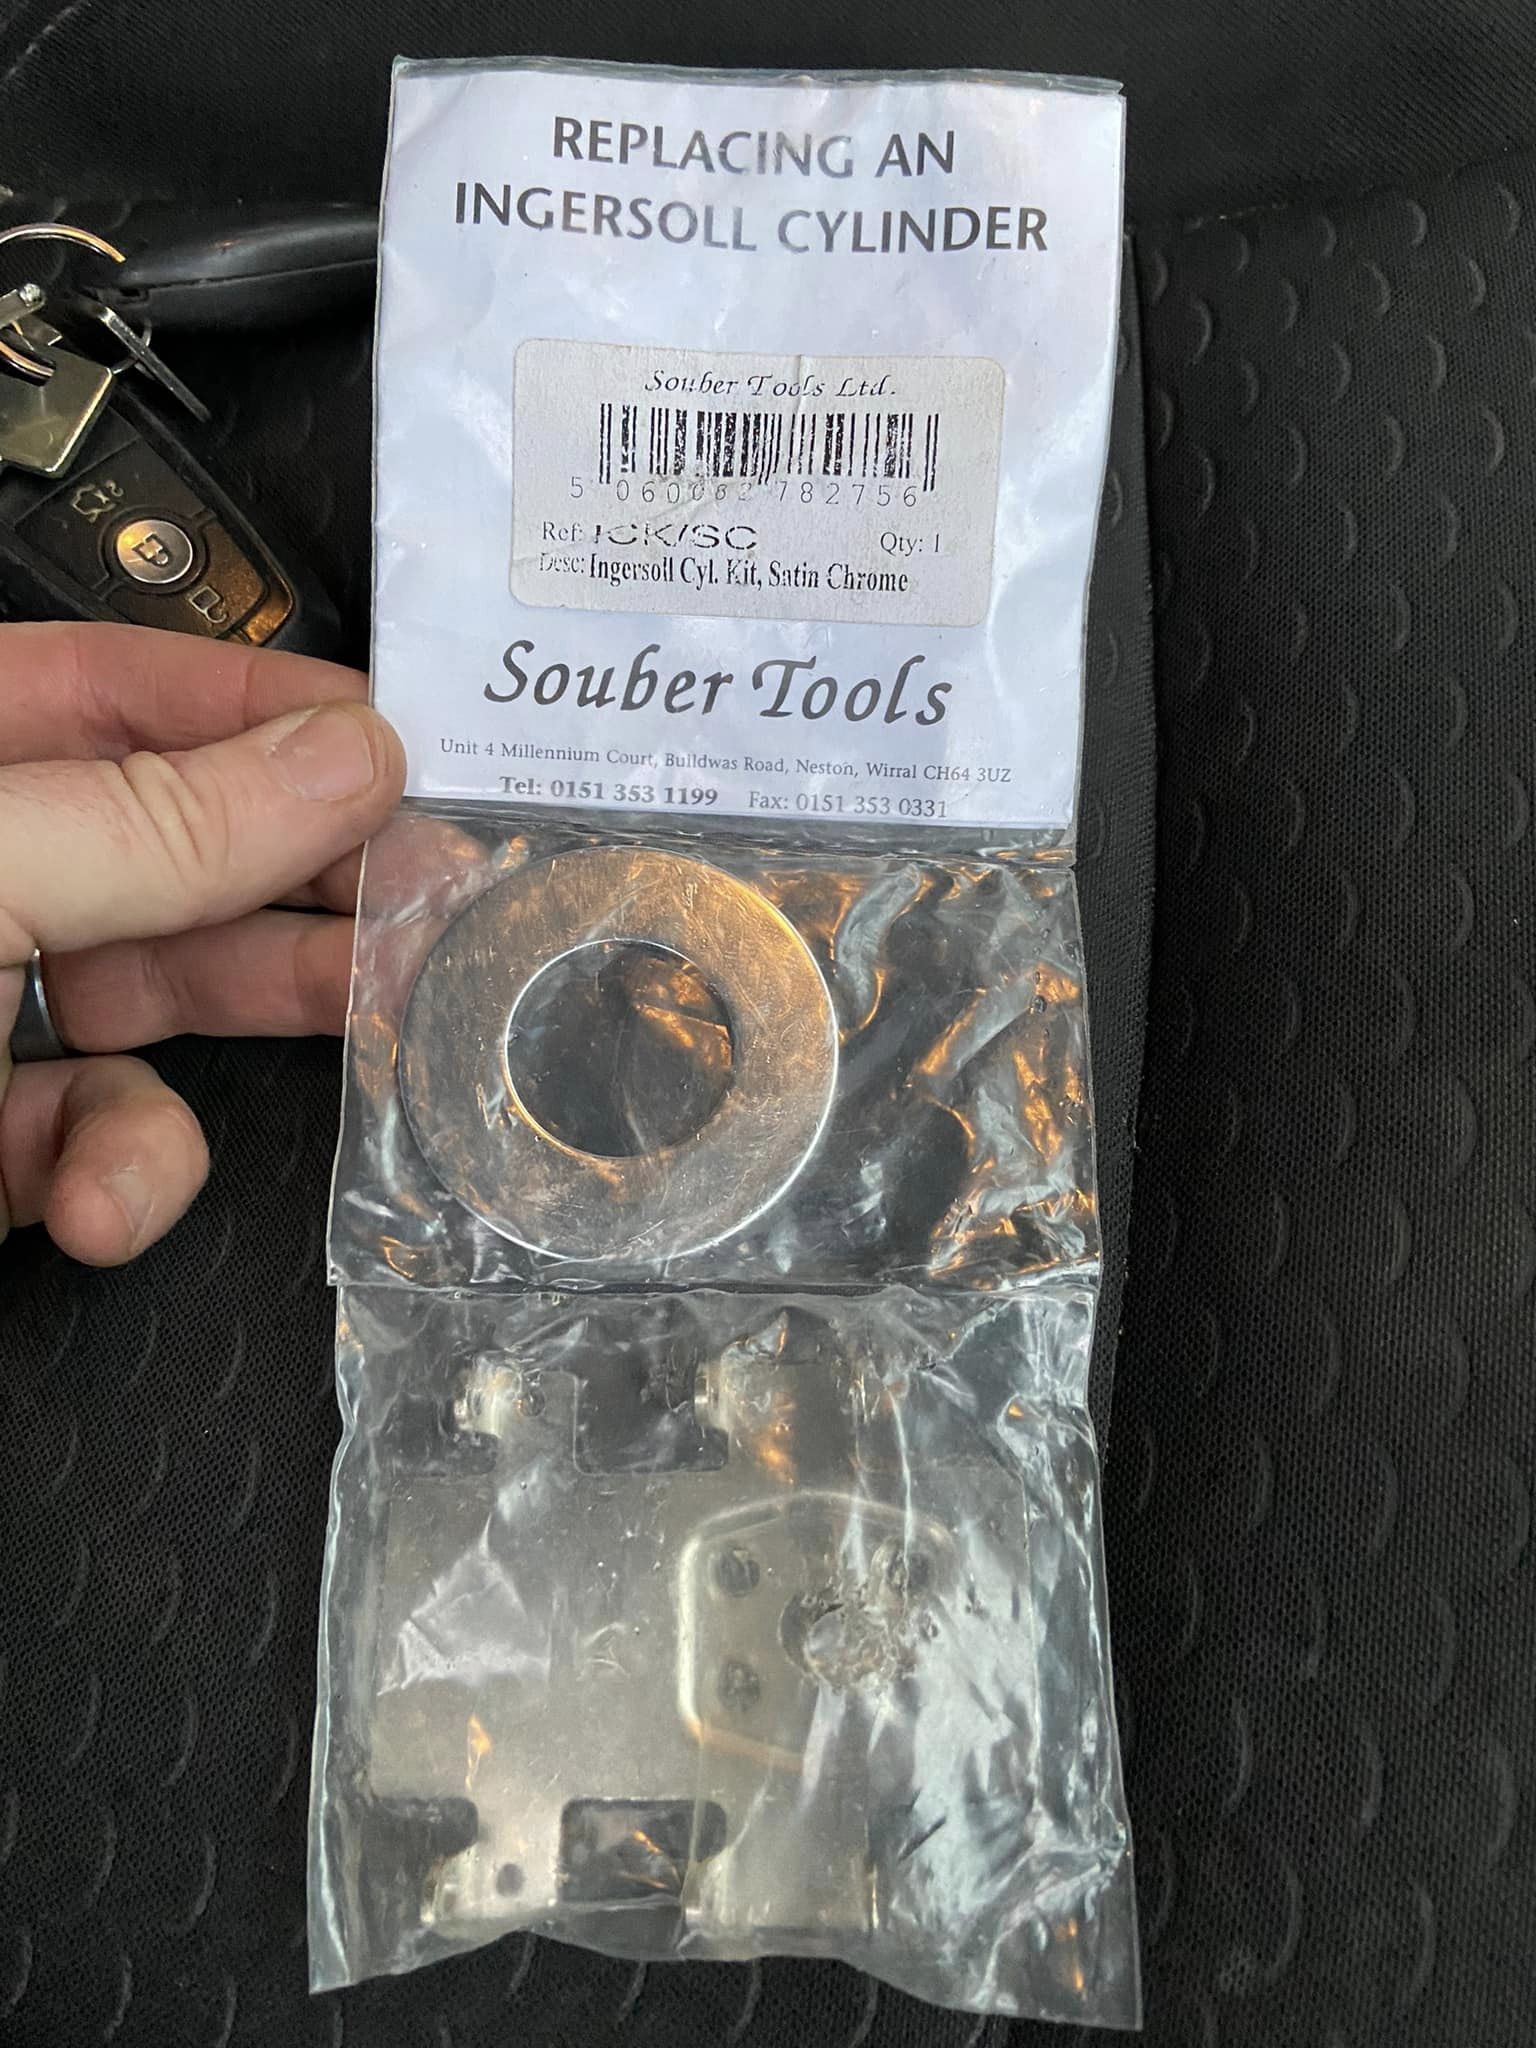 REPLACING AN
INGERSOLL CYLINDER
Souber Tools Ltd.
5 060062 782756
Ref: ICK/SC Qty: 1
Desc: Ingersoll Cyl. Kit, Satin Chrome
Souber Tools
Unit 4 Millennium Court, Buildwas Road, Neston, Wirral CH64 3UZ
Tel: 0151 353 1199 Fax: 0151 353 0331